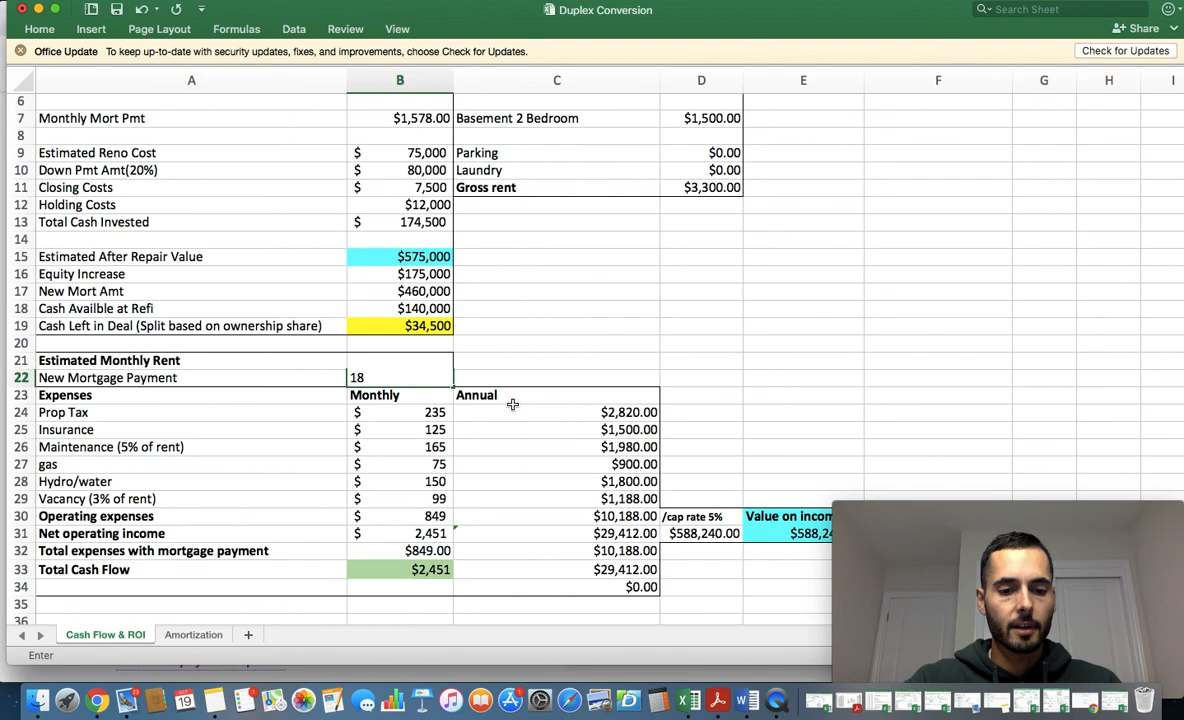 Duplex Conversion
Search Sheet
Home Insert Page Layout Formulas Data Review View
Share
Office Update To keep up-to-date with security updates, fixes, and improvements, choose Check for Updates.
Check for Updates
A B C D E F G H I
6
7 Monthly Mort Pmt $1,578.00 Basement 2 Bedroom $1,500.00
8
9 Estimated Reno Cost $ 75,000 Parking $0.00
10 Down Pmt Amt(20%) $ 80,000 Laundry $0.00
11 Closing Costs $ 7,500 Gross rent $3,300.00
12 Holding Costs $12,000
13 Total Cash Invested $ 174,500
14
15 Estimated After Repair Value $575,000
16 Equity Increase $175,000
17 New Mort Amt $460,000
18 Cash Availble at Refi $140,000
19 Cash Left in Deal (Split based on ownership share) $34,500
20
21 Estimated Monthly Rent
22 New Mortgage Payment 18
23 Expenses Monthly Annual
24 Prop Tax $ 235 $2,820.00
25 Insurance $ 125 $1,500.00
26 Maintenance (5% of rent) $ 165 $1,980.00
27 gas $ 75 $900.00
28 Hydro/water $ 150 $1,800.00
29 Vacancy (3% of rent) $ 99 $1,188.00
30 Operating expenses $ 849 $10,188.00 /cap rate 5% Value on incom
31 Net operating income $ 2,451 $29,412.00 $588,240.00 $588,24
32 Total expenses with mortgage payment $849.00 $10,188.00
33 Total Cash Flow $2,451 $29,412.00
34 $0.00
35
36
Cash Flow & ROI Amortization +
Enter